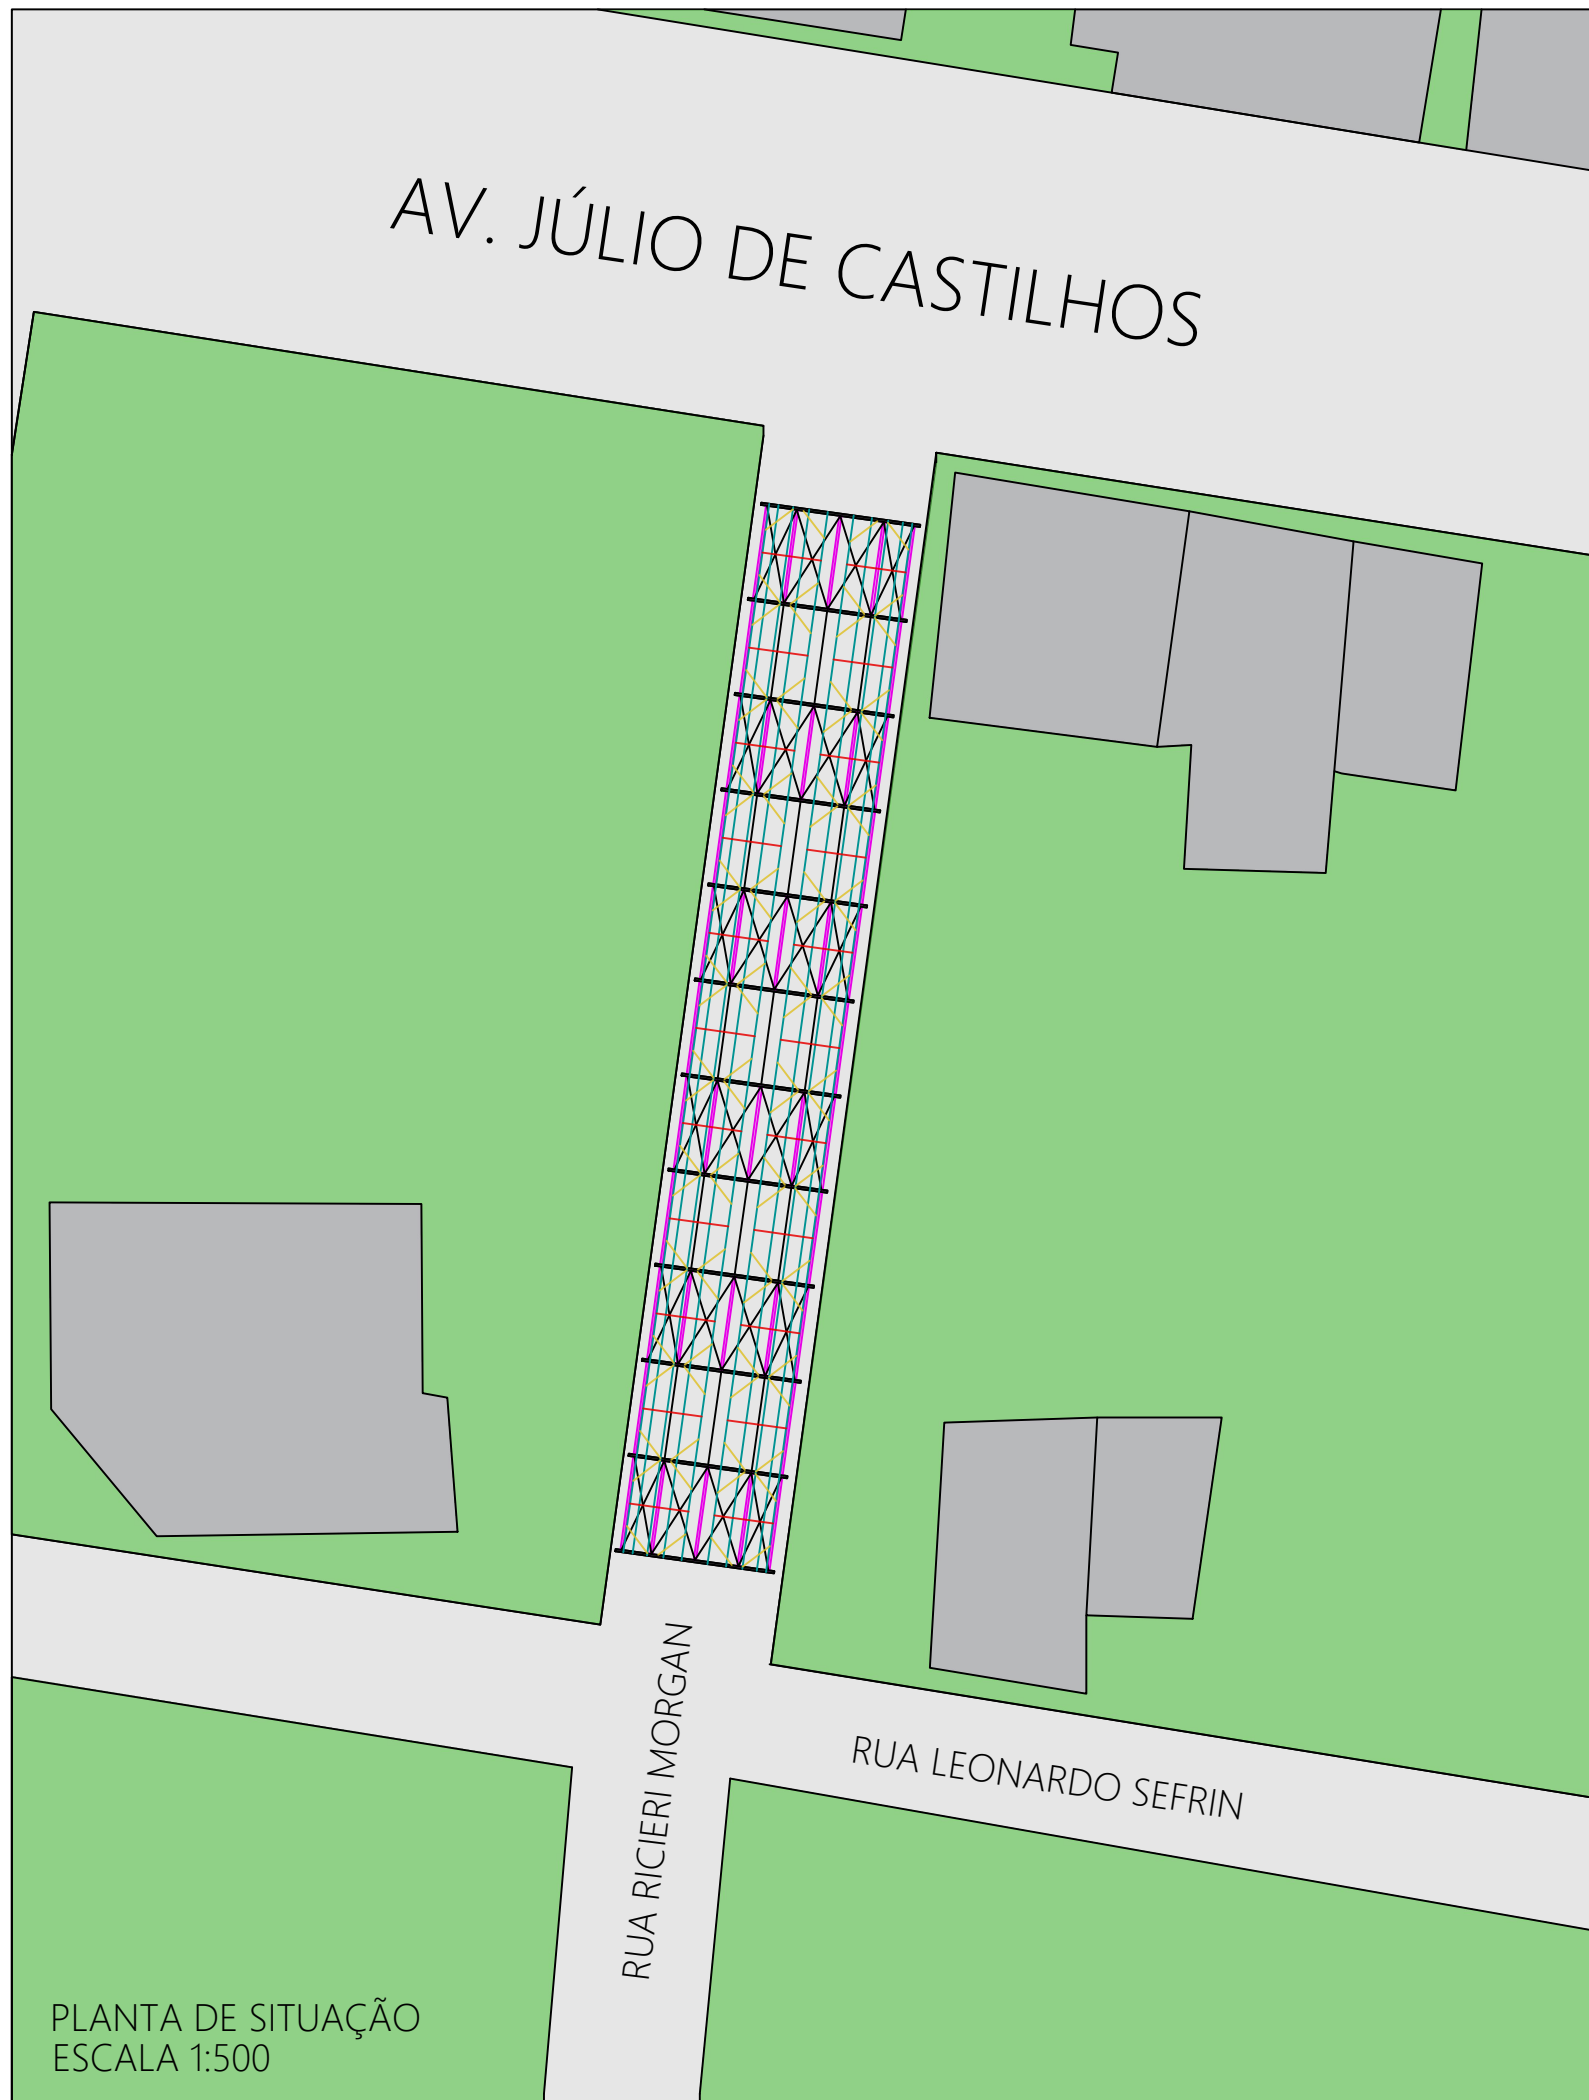 AV. JÚLIO DE CASTILHOS
RUA RICIERI MORGAN
RUA LEONARDO SEFRIN
PLANTA DE SITUAÇÃO
ESCALA 1:500